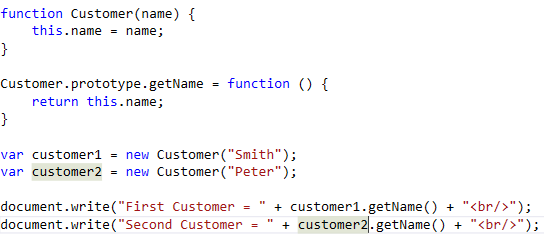 function Customer(name) {
    this.name = name;
}

Customer.prototype.getName = function () {
    return this.name;
}

var customer1 = new Customer("Smith");
var customer2 = new Customer("Peter");

document.write("First Customer = " + customer1.getName() + "<br/>");
document.write("Second Customer = " + customer2.getName() + "<br/>");